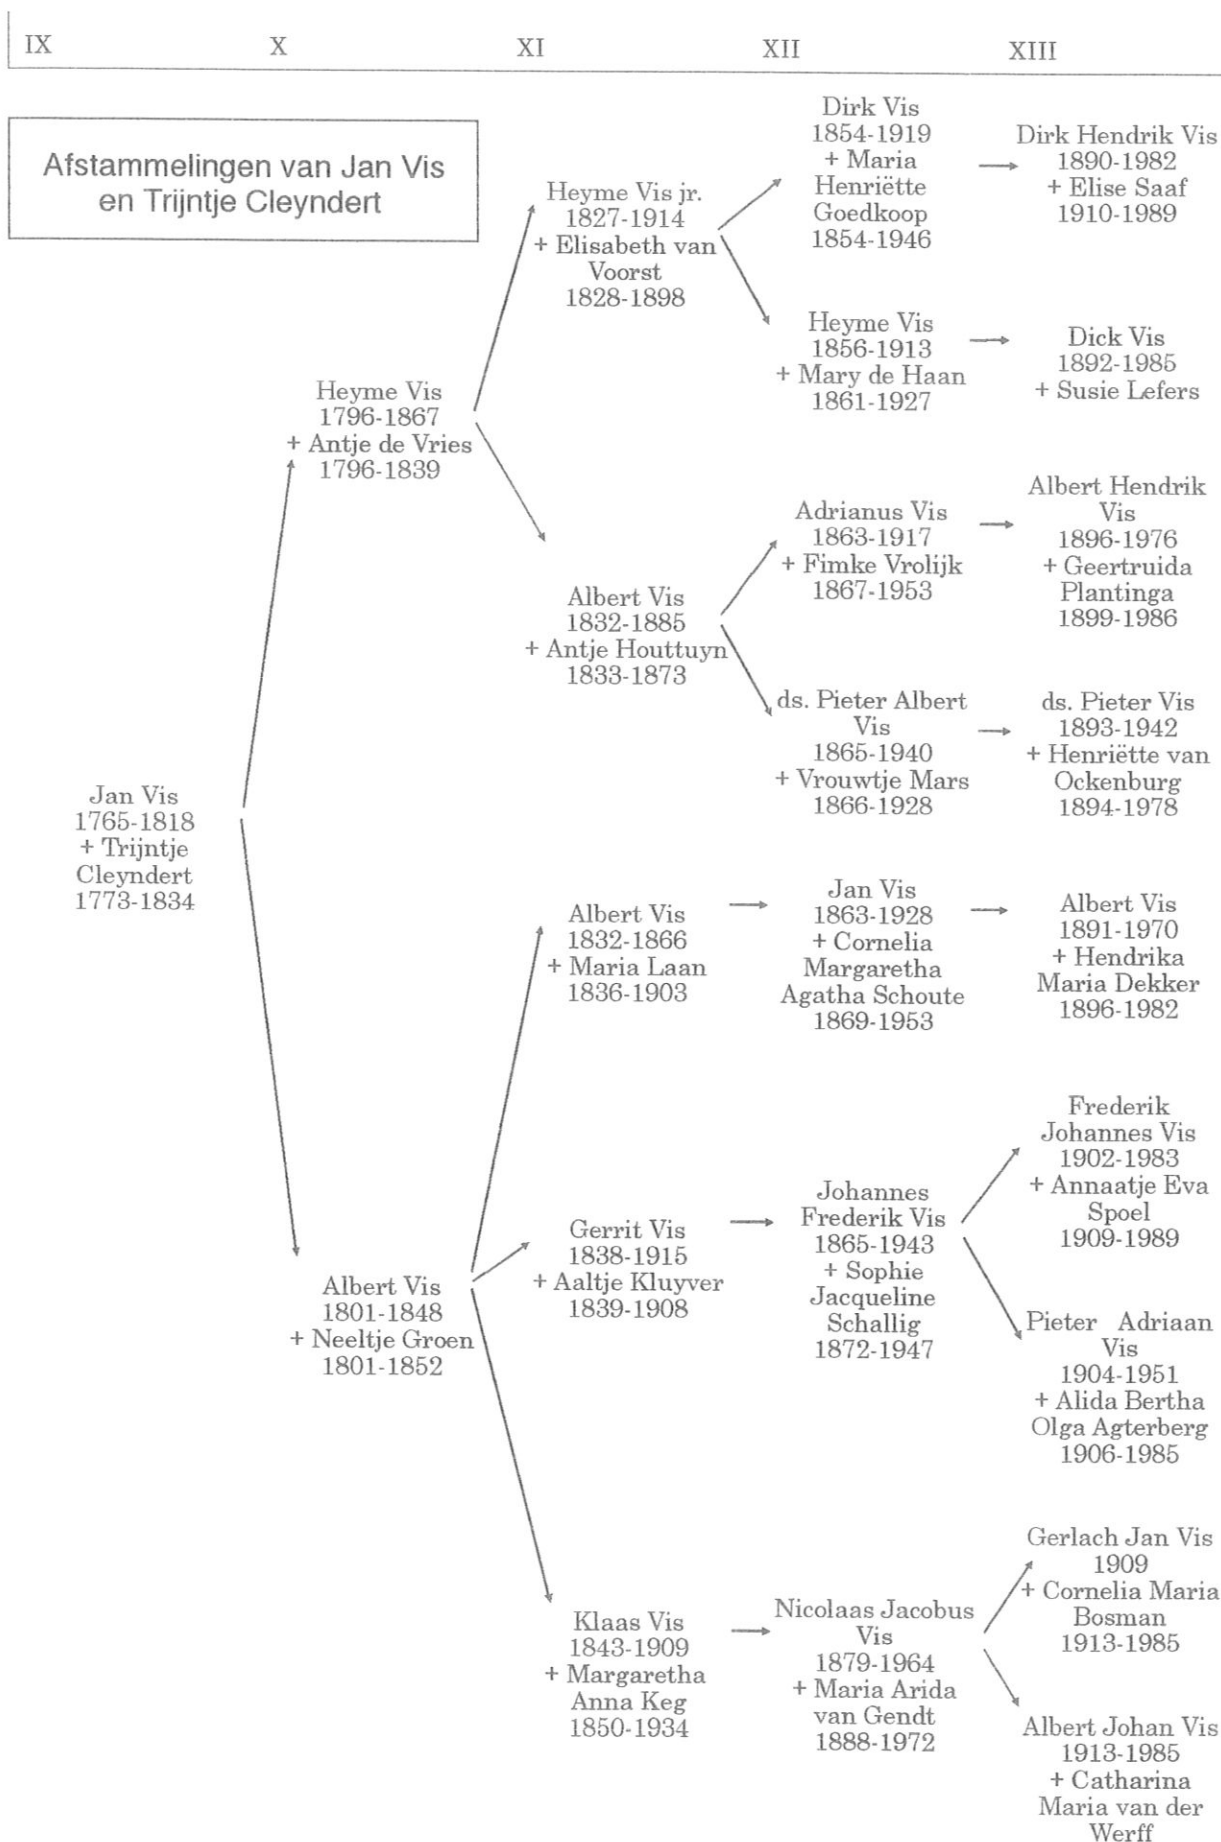 IX X XI XII XIII
Afstammelingen van Jan Vis
en Trijntje Cleyndert
Jan Vis
1765-1818
+ Trijntje
Cleyndert
1773-1834
Heyme Vis
1796-1867
+ Antje de Vries
1796-1839
Albert Vis
1801-1848
+ Neeltje Groen
1801-1852
Heyme Vis jr.
1827-1914
+ Elisabeth van
Voorst
1828-1898
Albert Vis
1832-1885
+ Antje Houttuyn
1833-1873
Albert Vis
1832-1866
+ Maria Laan
1836-1903
Gerrit Vis
1838-1915
+ Aaltje Kluyver
1839-1908
Klaas Vis
1843-1909
+ Margaretha
Anna Keg
1850-1934
Dirk Vis
1854-1919
+ Maria
Henriëtte
Goedkoop
1854-1946
Heyme Vis
1856-1913
+ Mary de Haan
1861-1927
Adrianus Vis
1863-1917
+ Fimke Vrolijk
1867-1953
ds. Pieter Albert
Vis
1865-1940
+ Vrouwtje Mars
1866-1928
Jan Vis
1863-1928
+ Cornelia
Margaretha
Agatha Schoute
1869-1953
Johannes
Frederik Vis
1865-1943
+ Sophie
Jacqueline
Schallig
1872-1947
Nicolaas Jacobus
Vis
1879-1964
+ Maria Arida
van Gendt
1888-1972
Dirk Hendrik Vis
1890-1982
+ Elise Saaf
1910-1989
Dick Vis
1892-1985
+ Susie Lefers
Albert Hendrik
Vis
1896-1976
+ Geertruida
Plantinga
1899-1986
ds. Pieter Vis
1893-1942
+ Henriëtte van
Ockenburg
1894-1978
Albert Vis
1891-1970
+ Hendrika
Maria Dekker
1896-1982
Frederik
Johannes Vis
1902-1983
+ Annaatje Eva
Spoel
1909-1989
Pieter Adriaan
Vis
1904-1951
+ Alida Bertha
Olga Agterberg
1906-1985
Gerlach Jan Vis
1909
+ Cornelia Maria
Bosman
1913-1985
Albert Johan Vis
1913-1985
+ Catharina
Maria van der
Werff